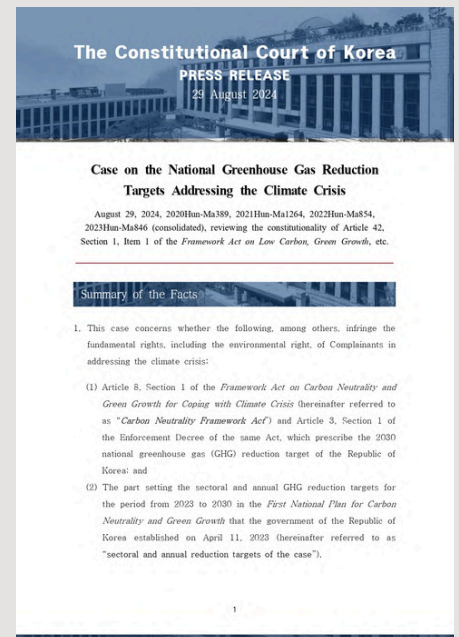 The Constitutional Court of Korea
PRESS RELEASE
29 August 2024
Case on the National Greenhouse Gas Reduction
Targets Addressing the Climate Crisis
August 29, 2024, 2020Hun-Ma389, 2021Hun-Ma1264, 2022Hun-Ma854,
2023Hun-Ma846 (consolidated), reviewing the constitutionality of Article 42,
Section 1, Item 1 of the Framework Act on Low Carbon, Green Growth, etc.
Summary of the Facts
1. This case concerns whether the following, among others, infringe the
fundamental rights, including the environmental right, of Complainants in
addressing the climate crisis:
(1) Article 8, Section 1 of the Framework Act on Carbon Neutrality and
Green Growth for Coping with Climate Crisis (hereinafter referred to
as “Carbon Neutrality Framework Act”) and Article 3, Section 1 of
the Enforcement Decree of the same Act, which prescribe the 2030
national greenhouse gas (GHG) reduction target of the Republic of
Korea; and
(2) The part setting the sectoral and annual GHG reduction targets for
the period from 2023 to 2030 in the First National Plan for Carbon
Neutrality and Green Growth that the government of the Republic of
Korea established on April 11, 2023 (hereinafter referred to as
“sectoral and annual reduction targets of the case”).
1